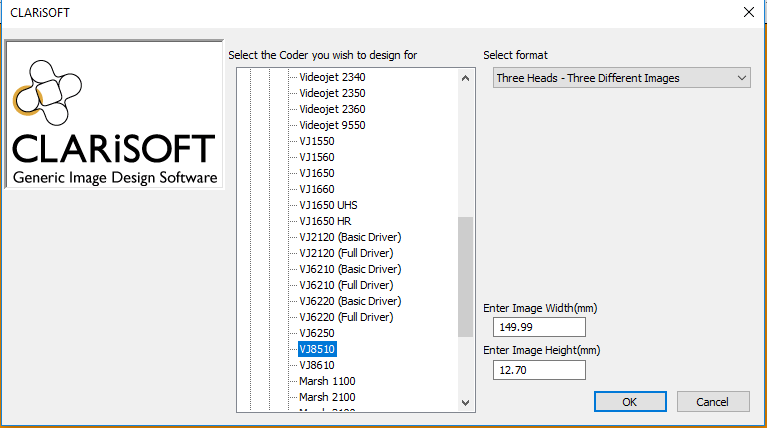 CLARiSOFT
CLARiSOFT
Generic Image Design Software
Select the Coder you wish to design for
Videojet 2340
Videojet 2350
Videojet 2360
Videojet 9550
VJ1550
VJ1560
VJ1650
VJ1660
VJ1650 UHS
VJ1650 HR
VJ2120 (Basic Driver)
VJ2120 (Full Driver)
VJ6210 (Basic Driver)
VJ6210 (Full Driver)
VJ6220 (Basic Driver)
VJ6220 (Full Driver)
VJ6250
VJ8510
VJ8610
Marsh 1100
Marsh 2100
Select format
Three Heads - Three Different Images
Enter Image Width(mm)
149.99
Enter Image Height(mm)
12.70
OK
Cancel